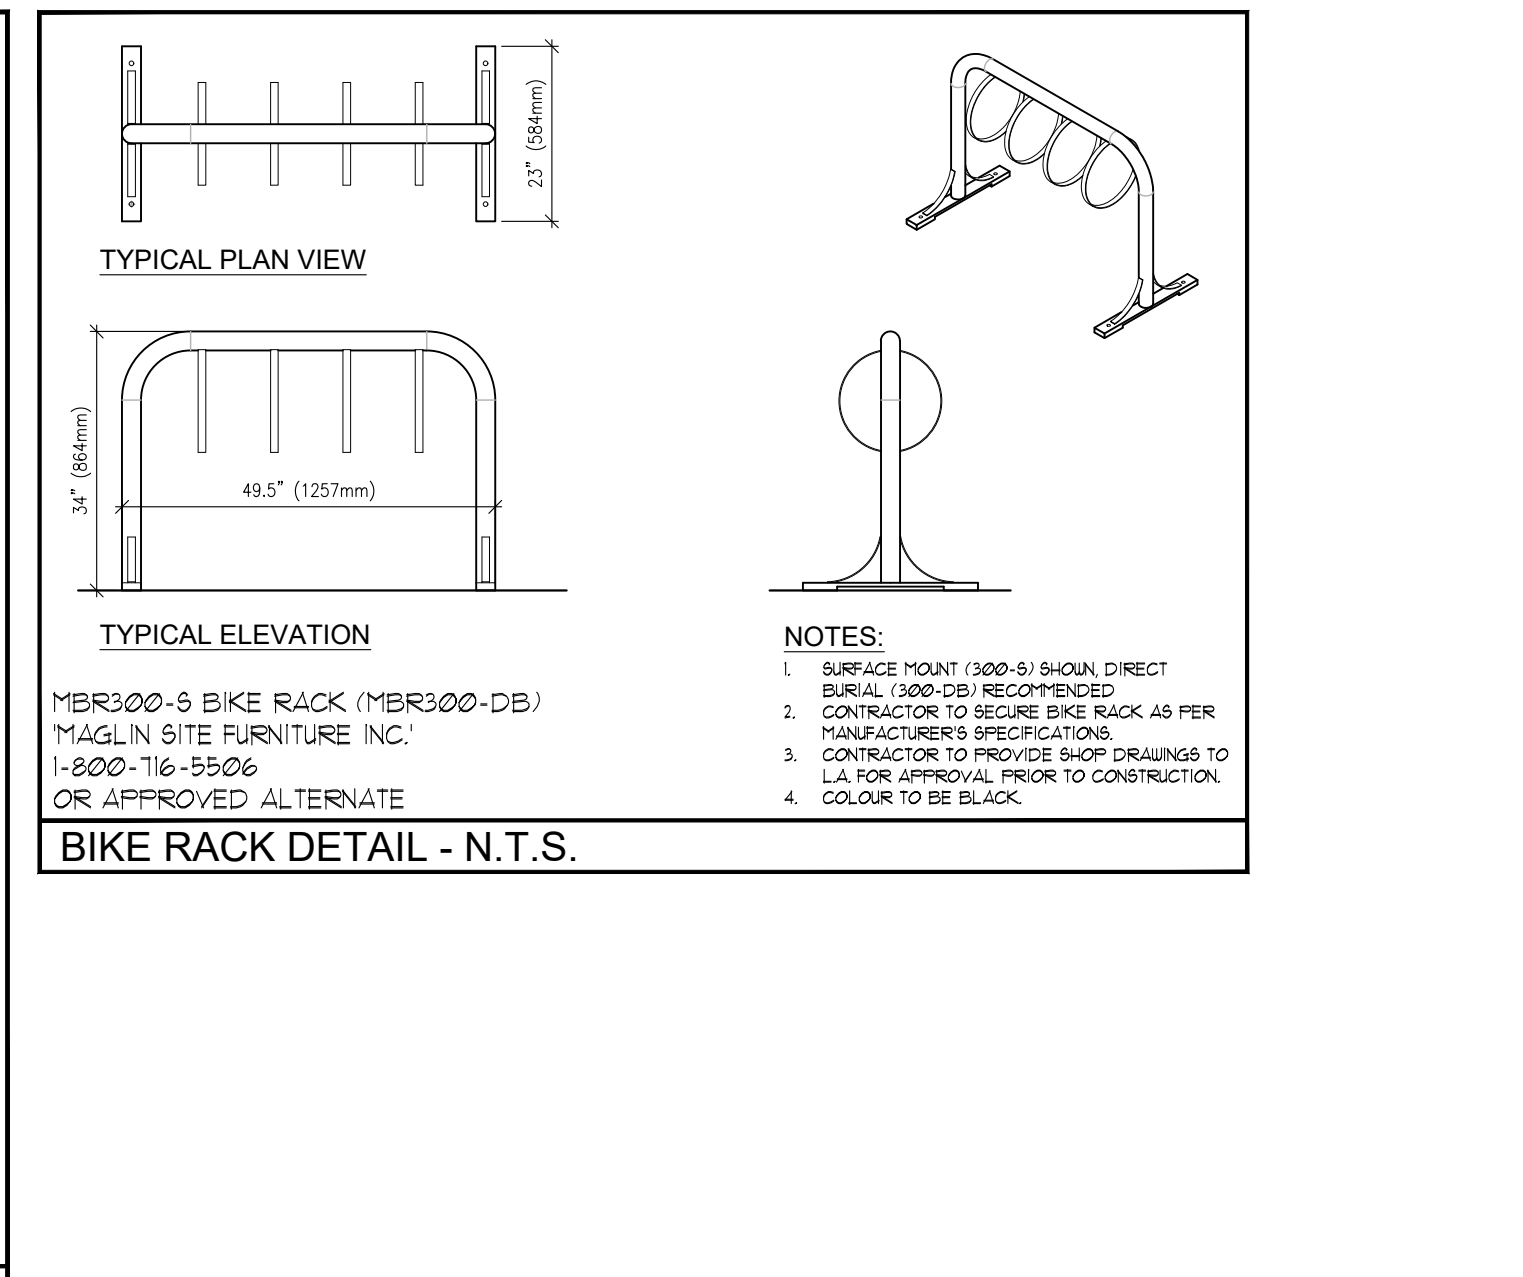 23" (584mm)
TYPICAL PLAN VIEW
34" (864mm)
49.5" (1257mm)
TYPICAL ELEVATION
MBR300-S BIKE RACK (MBR300-DB)
'MAGLIN SITE FURNITURE INC.'
1-800-716-5506
OR APPROVED ALTERNATE
NOTES:
1. SURFACE MOUNT (300-S) SHOWN, DIRECT
BURIAL (300-DB) RECOMMENDED
2. CONTRACTOR TO SECURE BIKE RACK AS PER
MANUFACTURER'S SPECIFICATIONS.
3. CONTRACTOR TO PROVIDE SHOP DRAWINGS TO
L.A. FOR APPROVAL PRIOR TO CONSTRUCTION.
4. COLOUR TO BE BLACK.
BIKE RACK DETAIL - N.T.S.